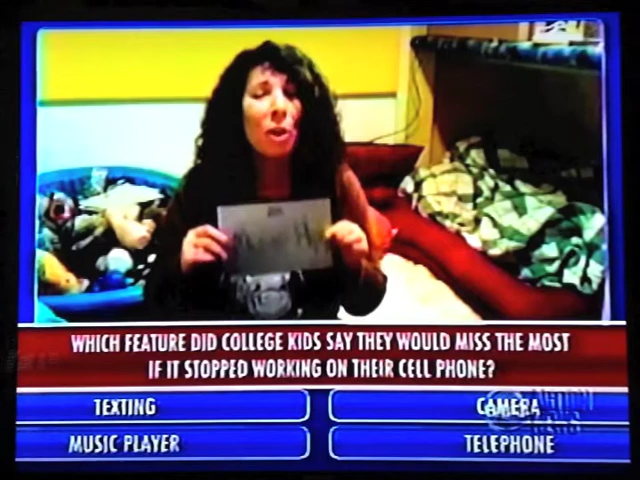 WHICH FEATURE DID COLLEGE KIDS SAY THEY WOULD MISS THE MOST
IF IT STOPPED WORKING ON THEIR CELL PHONE?
TEXTING
CAMERA
MUSIC PLAYER
TELEPHONE